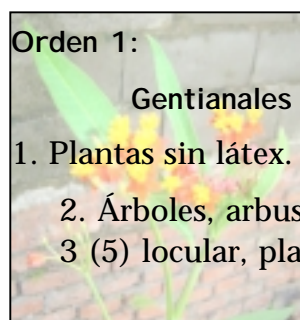 Orden 1:
Gentianales
1. Plantas sin látex.
2. Árboles, arbus
3 (5) locular, pla